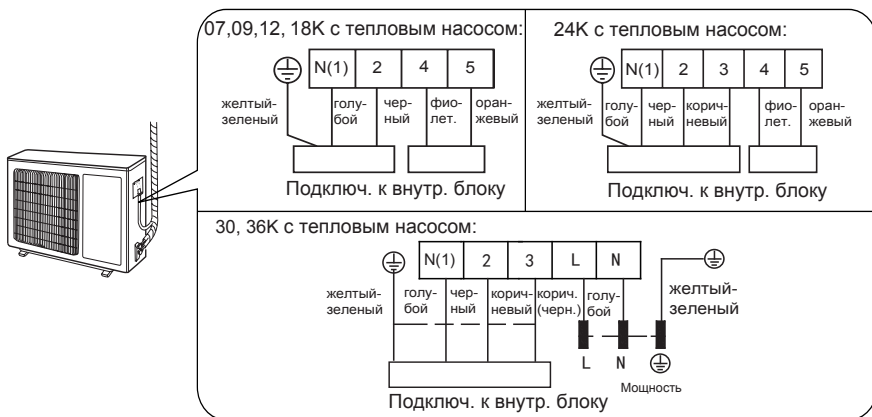 07,09,12, 18K с тепловым насосом:
N(1) 2 4 5
желтый-
зеленый
голу-
бой
чер-
ный
фио-
лет.
оран-
жевый
Подключ. к внутр. блоку
24K с тепловым насосом:
N(1) 2 3 4 5
желтый-
зеленый
голу-
бой
чер-
ный
корич-
невый
фио-
лет.
оран-
жевый
Подключ. к внутр. блоку
30, 36K с тепловым насосом:
N(1) 2 3 L N
желтый-
зеленый
голу-
бой
чер-
ный
корич-
невый
корич.
(черн.)
голу-
бой
желтый-
зеленый
L N
Мощность
Подключ. к внутр. блоку